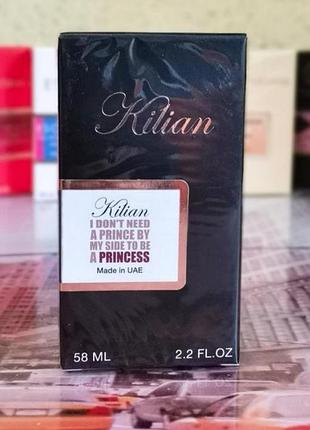 Kilian
Kilian
I DON'T NEED
A PRINCE BY
MY SIDE TO BE
A PRINCESS
Made in UAE
58 ML 2.2 FL.OZ